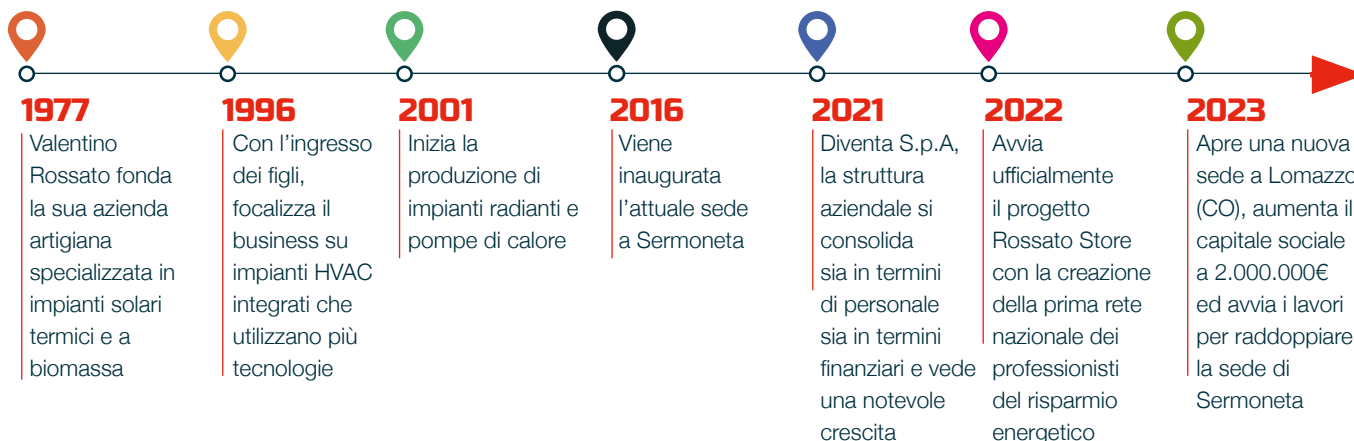 1977
Valentino
Rossato fonda
la sua azienda
artigiana
specializzata in
impianti solari
termici e a
biomassa
1996
Con l'ingresso
dei figli,
focalizza il
business su
impianti HVAC
integrati che
utilizzano più
tecnologie
2001
Inizia la
produzione di
impianti radianti e
pompe di calore
2016
Viene
inaugurata
l'attuale sede
a Sermoneta
2021
Diventa S.p.A,
la struttura
aziendale si
consolida
sia in termini
di personale
sia in termini
finanziari e vede
una notevole
crescita
2022
Avvia
ufficialmente
il progetto
Rossato Store
con la creazione
della prima rete
nazionale dei
professionisti
del risparmio
energetico
2023
Apre una nuova
sede a Lomazzo
(CO), aumenta il
capitale sociale
a 2.000.000€
ed avvia i lavori
per raddoppiare
la sede di
Sermoneta